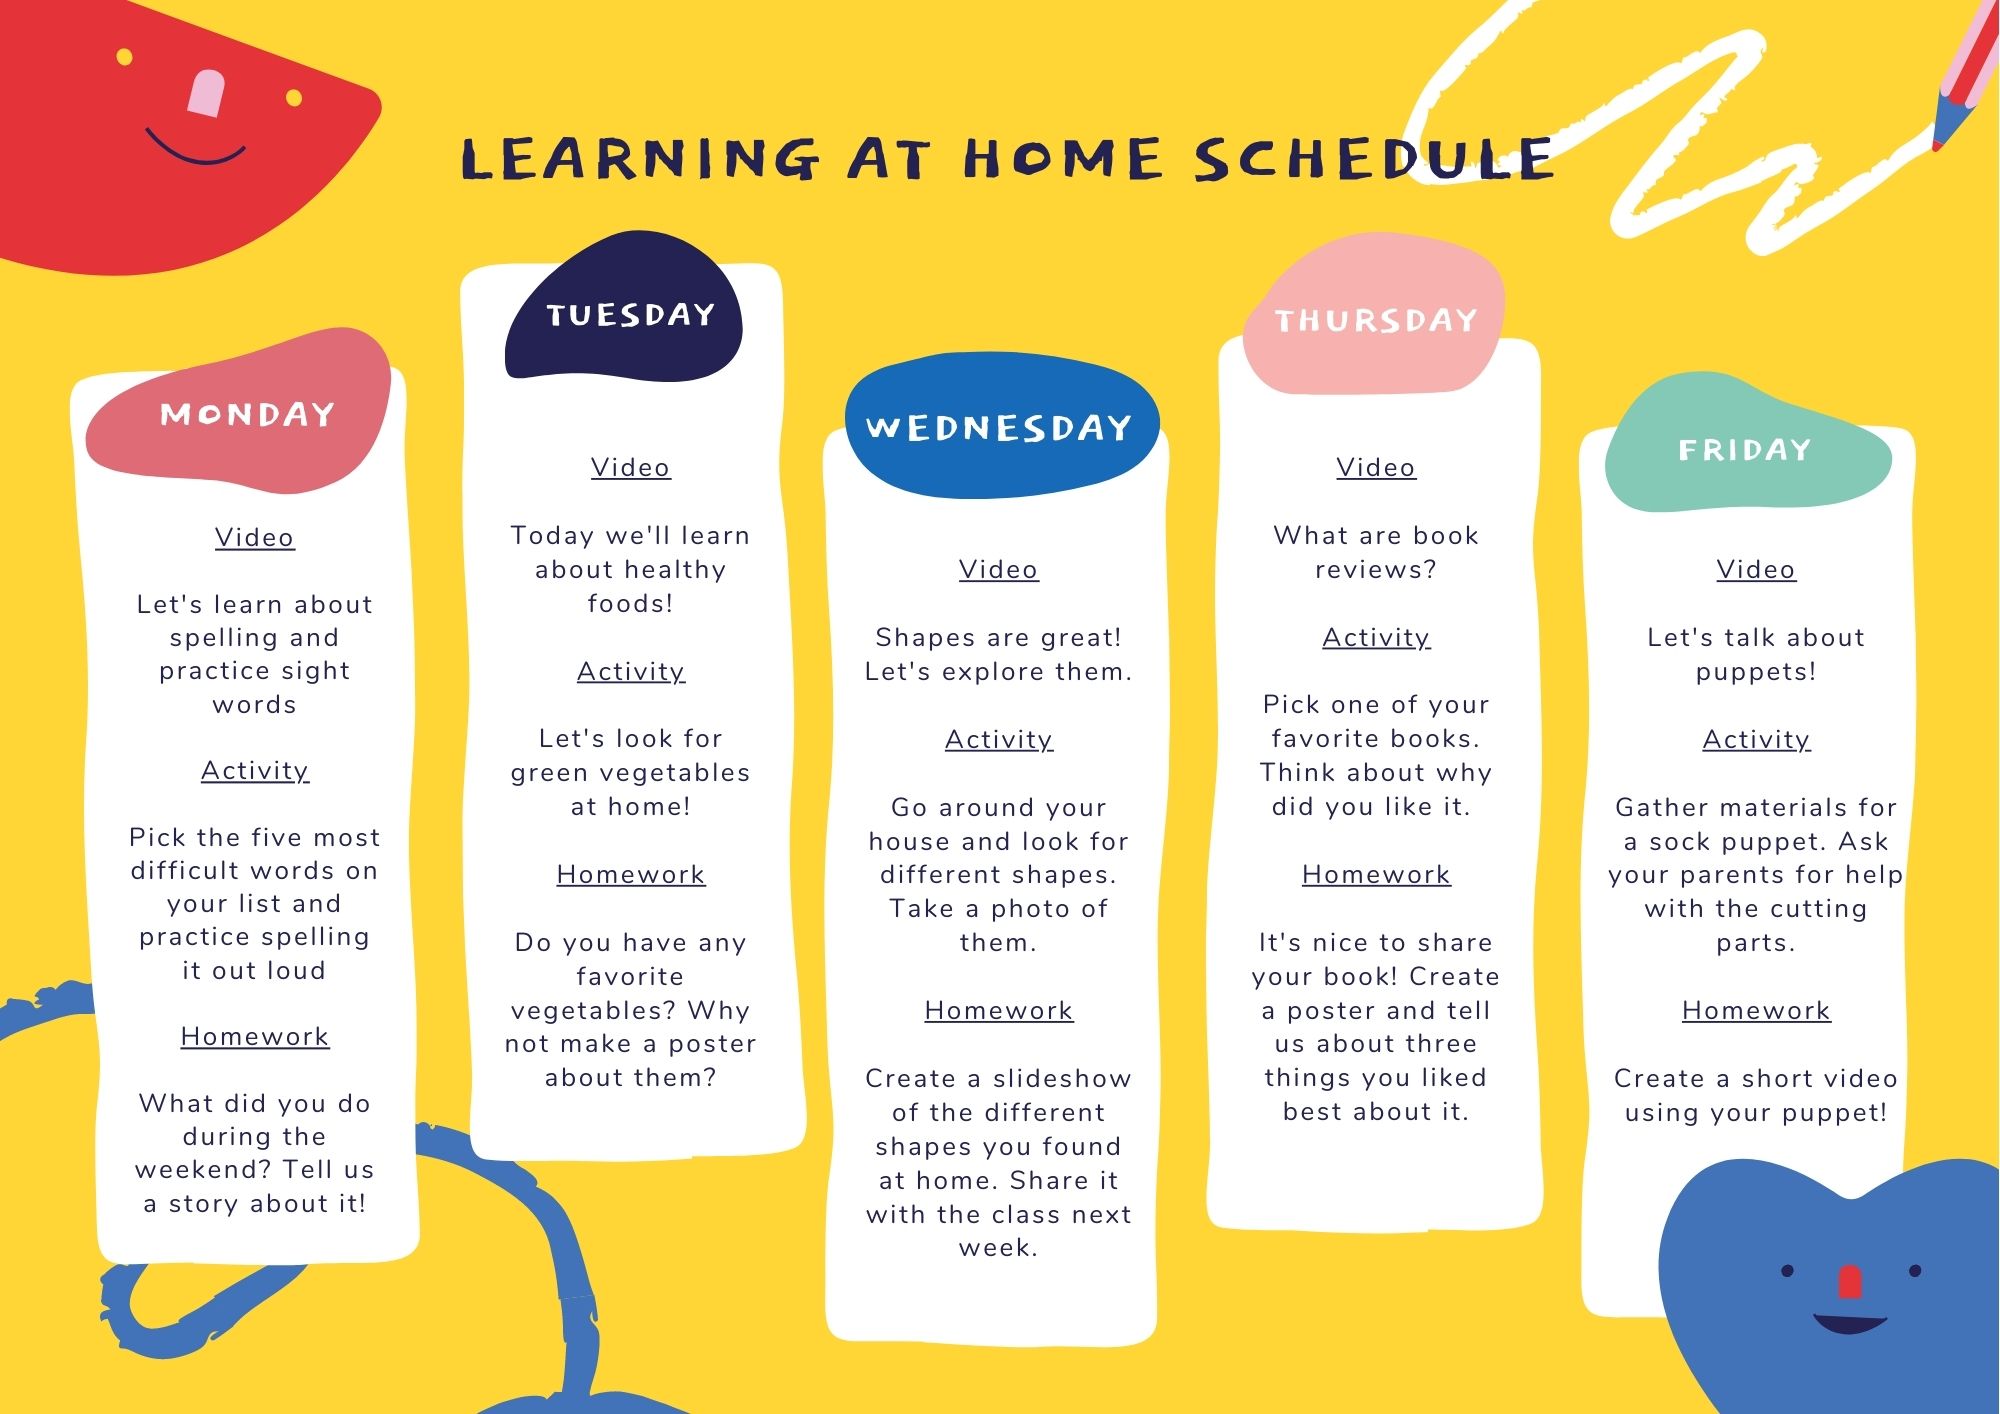 LEARNING AT HOME SCHEDULE
MONDAY
Video
Let's learn about
spelling and
practice sight
words
Activity
Pick the five most
difficult words on
your list and
practice spelling
it out loud
Homework
What did you do
during the
weekend? Tell us
a story about it!
TUESDAY
Video
Today we'll learn
about healthy
foods!
Activity
Let's look for
green vegetables
at home!
Homework
Do you have any
favorite
vegetables? Why
not make a poster
about them?
WEDNESDAY
Video
Shapes are great!
Let's explore them.
Activity
Go around your
house and look for
different shapes.
Take a photo of
them.
Homework
Create a slideshow
of the different
shapes you found
at home. Share it
with the class next
week.
THURSDAY
Video
What are book
reviews?
Activity
Pick one of your
favorite books.
Think about why
did you like it.
Homework
It's nice to share
your book! Create
a poster and tell
us about three
things you liked
best about it.
FRIDAY
Video
Let's talk about
puppets!
Activity
Gather materials for
a sock puppet. Ask
your parents for help
with the cutting
parts.
Homework
Create a short video
using your puppet!